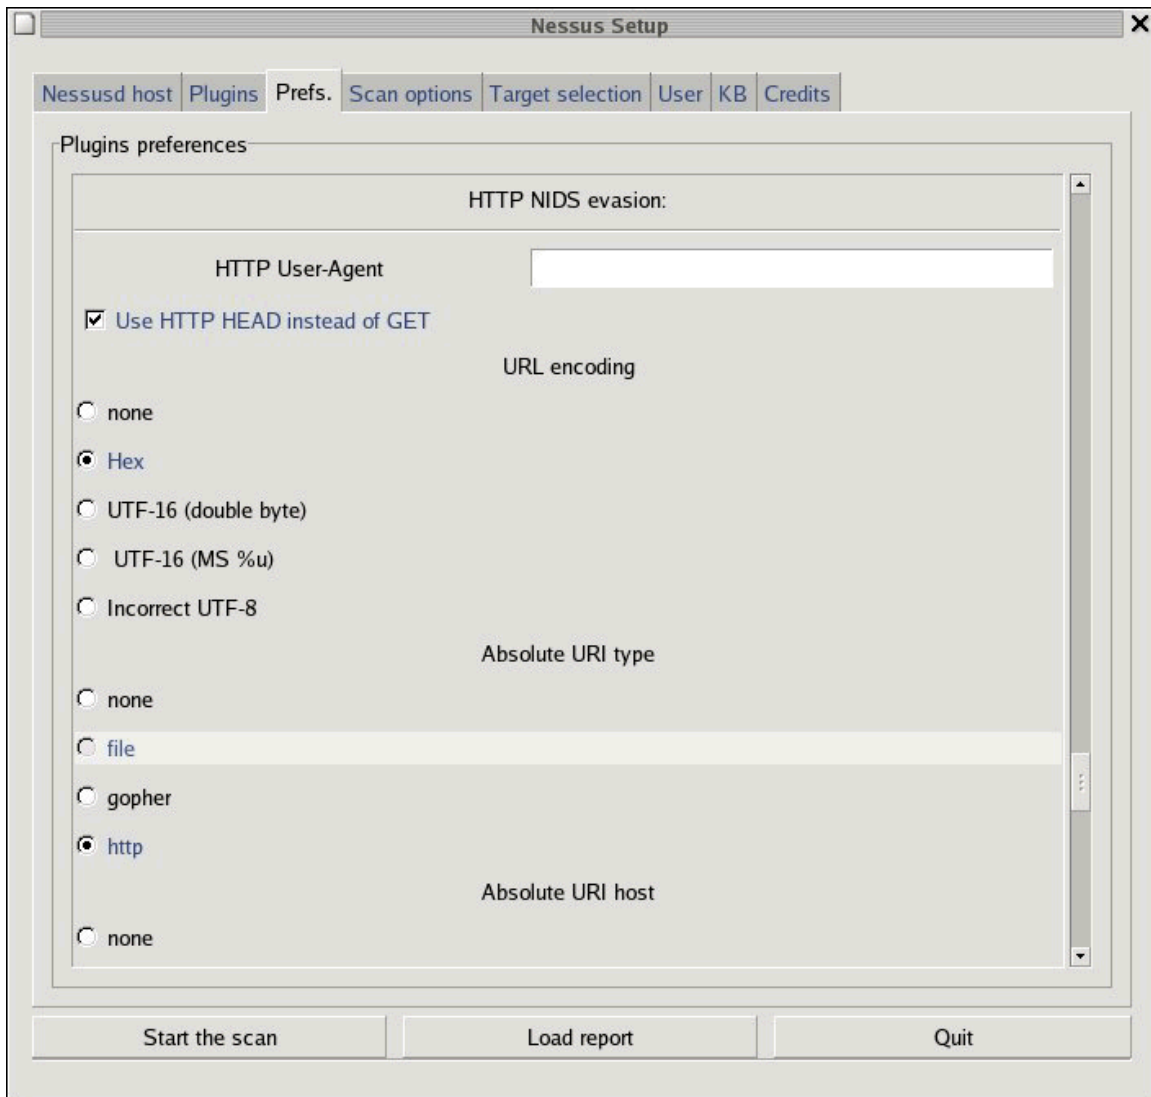 Nessus Setup
Nessusd host Plugins Prefs. Scan options Target selection User KB Credits
Plugins preferences
HTTP NIDS evasion:
HTTP User-Agent
Use HTTP HEAD instead of GET
URL encoding
none
Hex
UTF-16 (double byte)
UTF-16 (MS %u)
Incorrect UTF-8
Absolute URI type
none
file
gopher
http
Absolute URI host
none
Start the scan Load report Quit